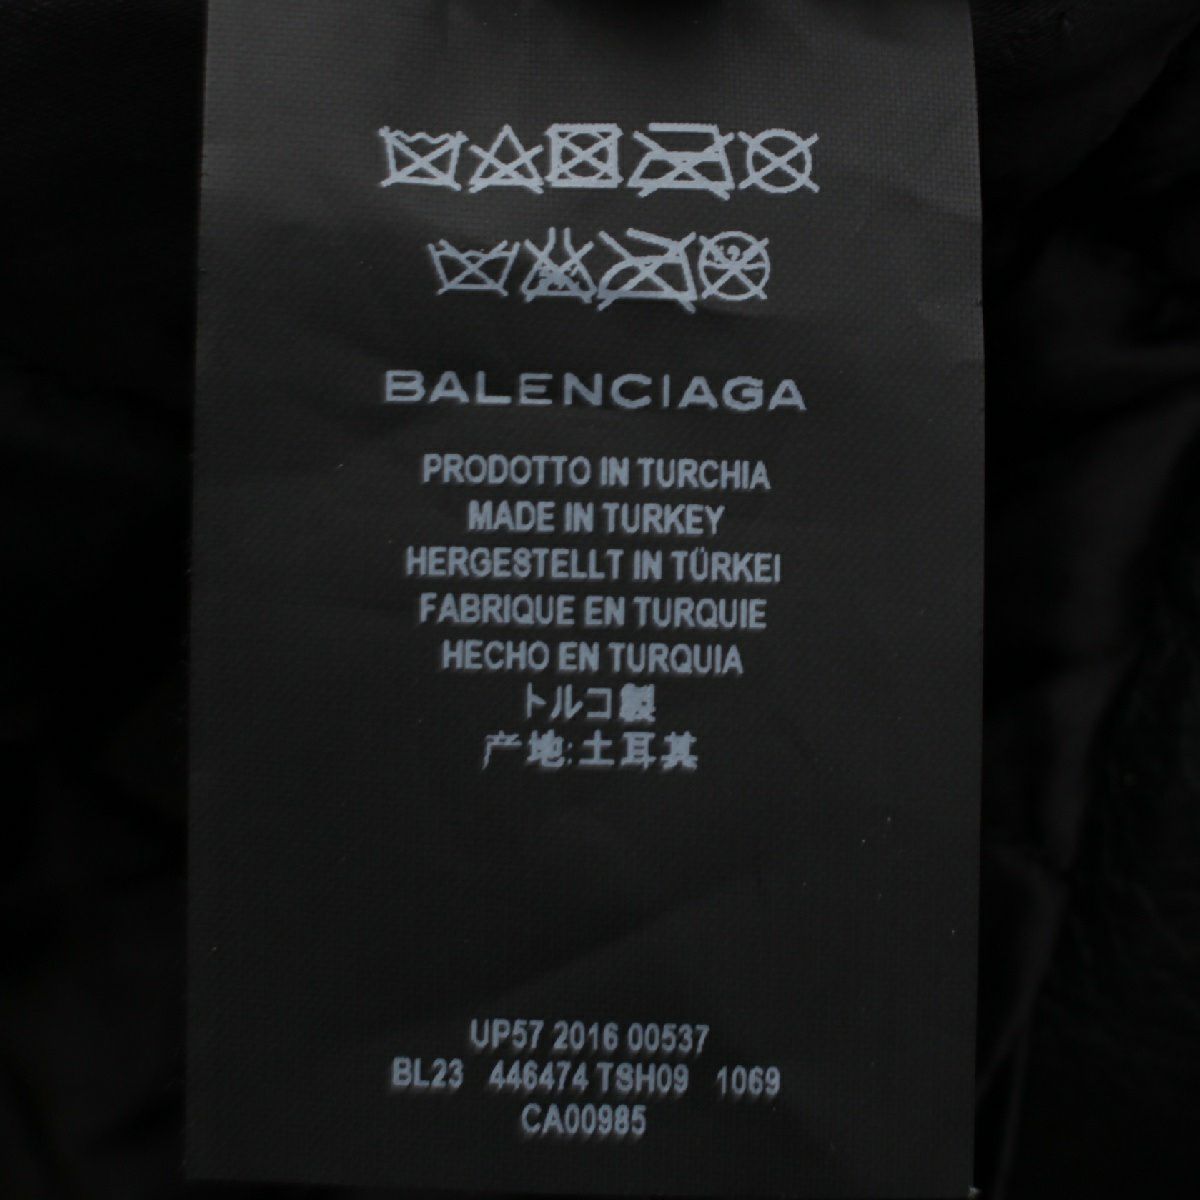 BALENCIAGA
PRODOTTO IN TURCHIA
MADE IN TURKEY
HERGESTELLT IN TÜRKEI
FABRIQUE EN TURQUIE
HECHO EN TURQUIA
トルコ製
产地:土耳其
UP57 2016 00537
BL23 446474 TSH09 1069
CA00985